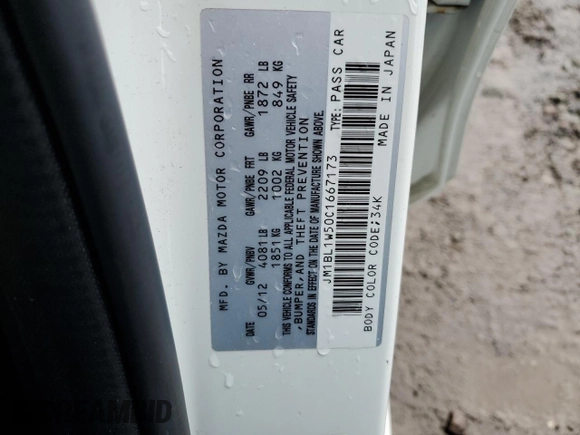 MFD. BY MAZDA MOTOR CORPORATION
DATE GVWR/PNBV GAWR/PNBE FRT GAWR/PNBE RR
05/12 4081 LB 2209 LB 1872 LB
1851 KG 1002 KG 849 KG
THIS VEHICLE CONFORMS TO ALL APPLICABLE FEDERAL MOTOR VEHICLE SAFETY
,BUMPER,AND THEFT PREVENTION
STANDARDS IN EFFECT ON THE DATE OF MANUFACTURE SHOWN ABOVE.
JM1BL1W50C1667173 TYPE: PASS CAR
BODY COLOR CODE;34K MADE IN JAPAN